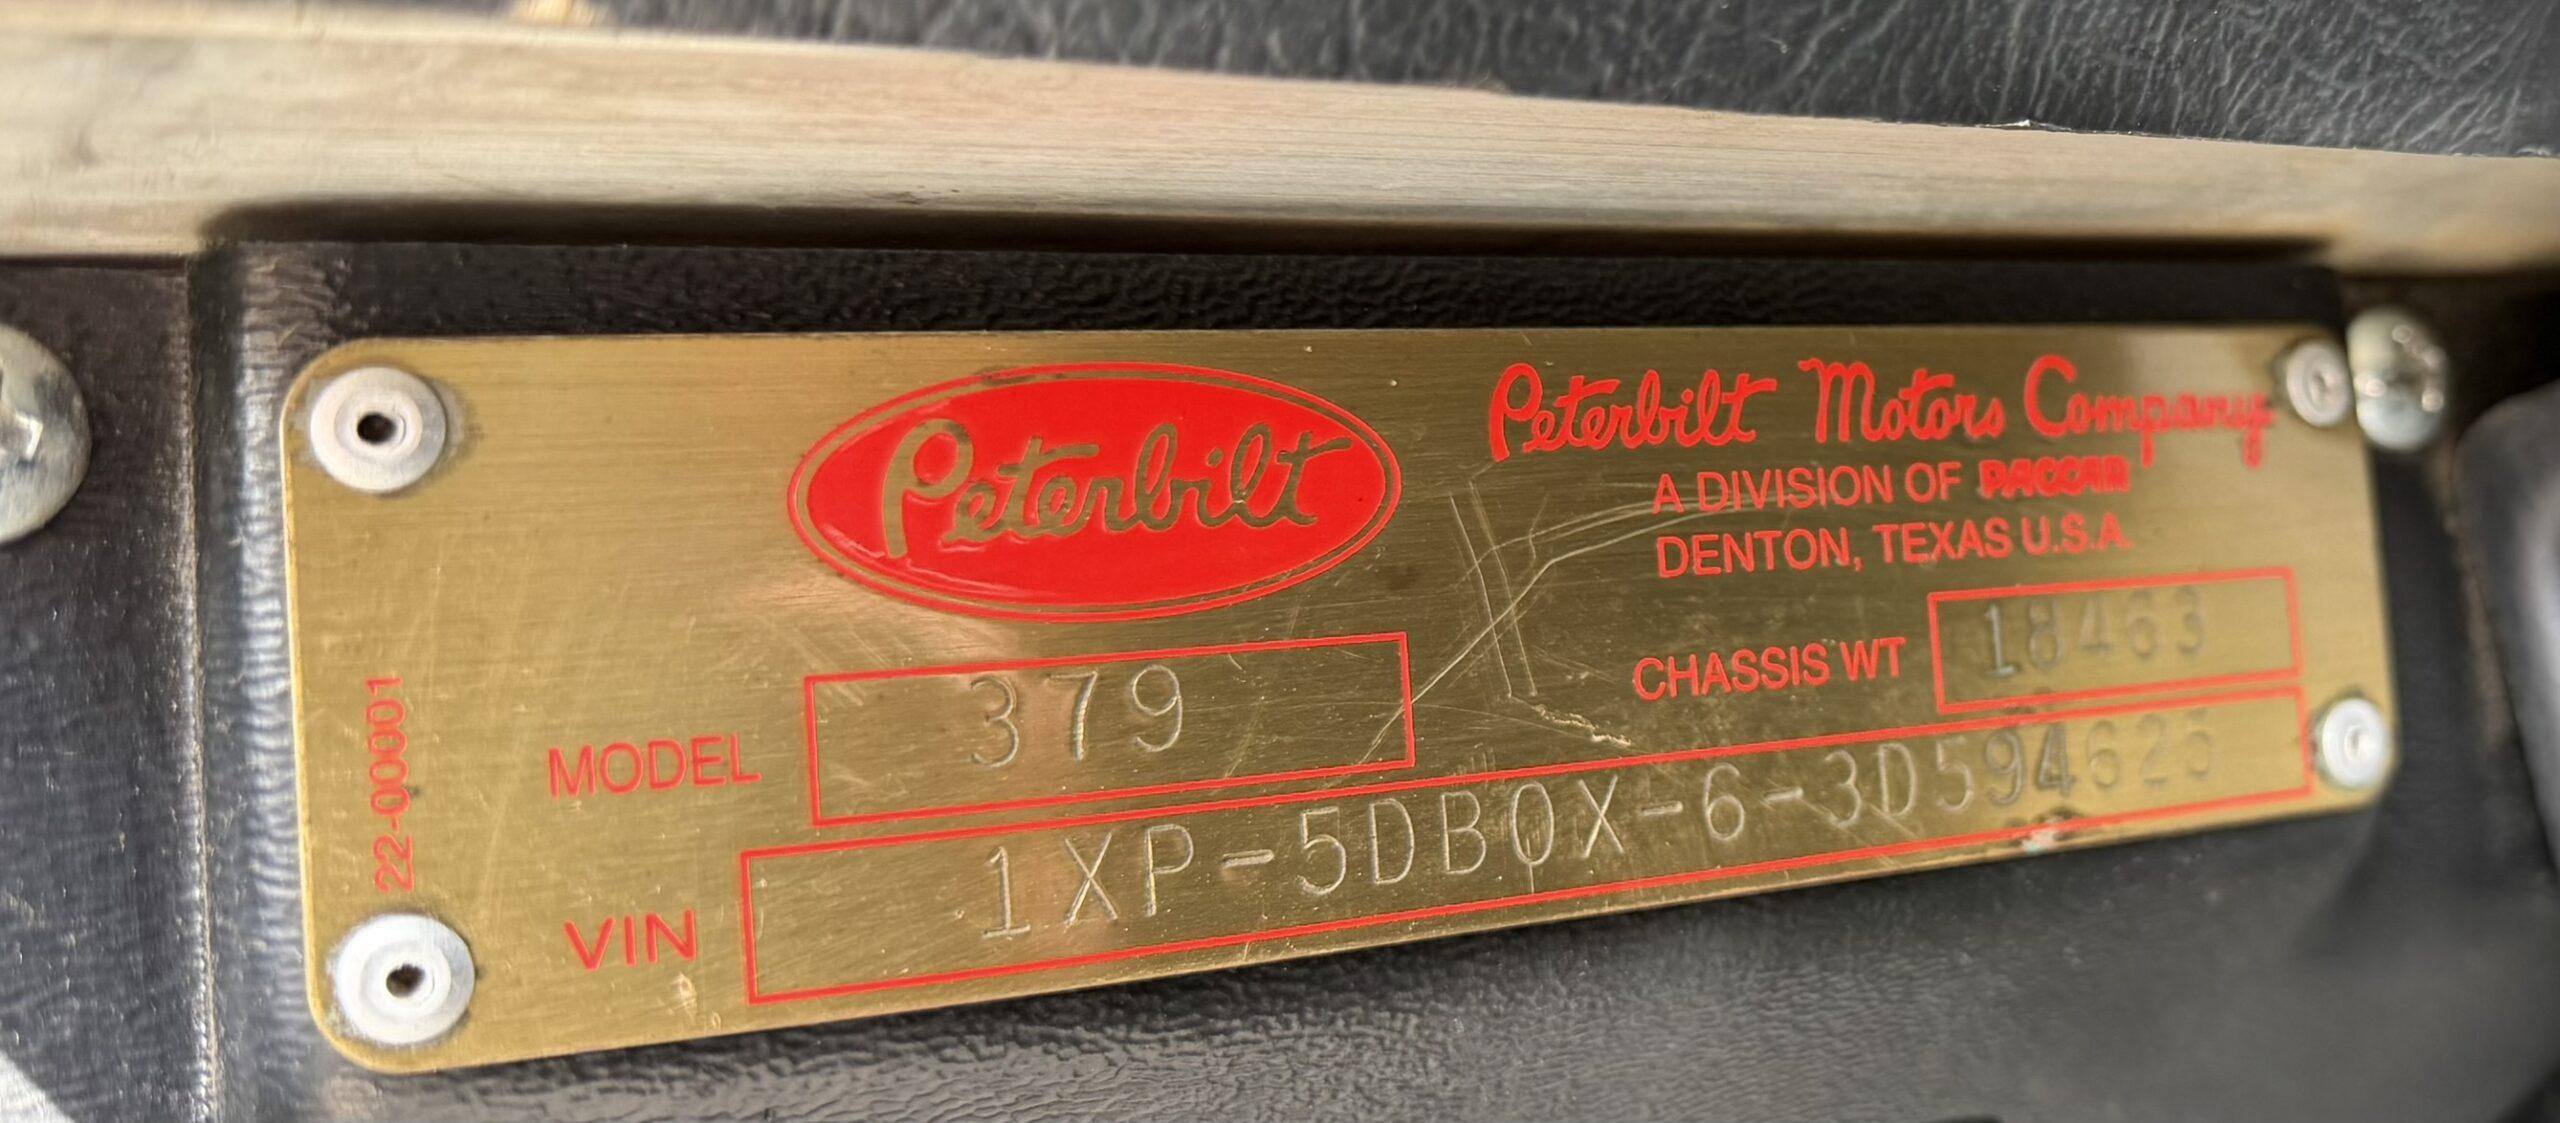 Peterbilt
Peterbilt Motors Company
A DIVISION OF PACCAR
DENTON, TEXAS U.S.A.
CHASSIS WT 18463
MODEL 379
VIN 1XP-5DB0X-6-3D594625
22-00001